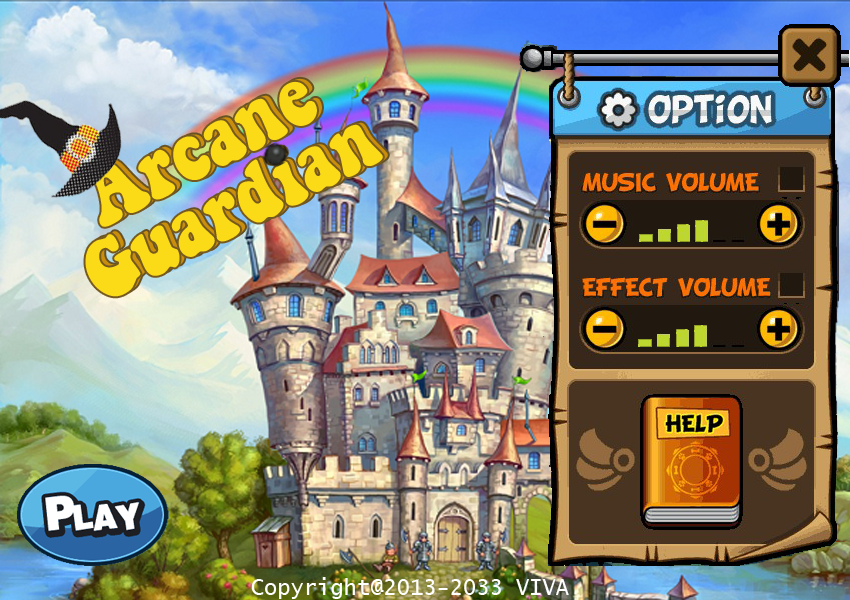 Arcane
Guardian
OPTION
MUSIC VOLUME
EFFECT VOLUME
HELP
PLAY
Copyright@2013-2033 VIVA